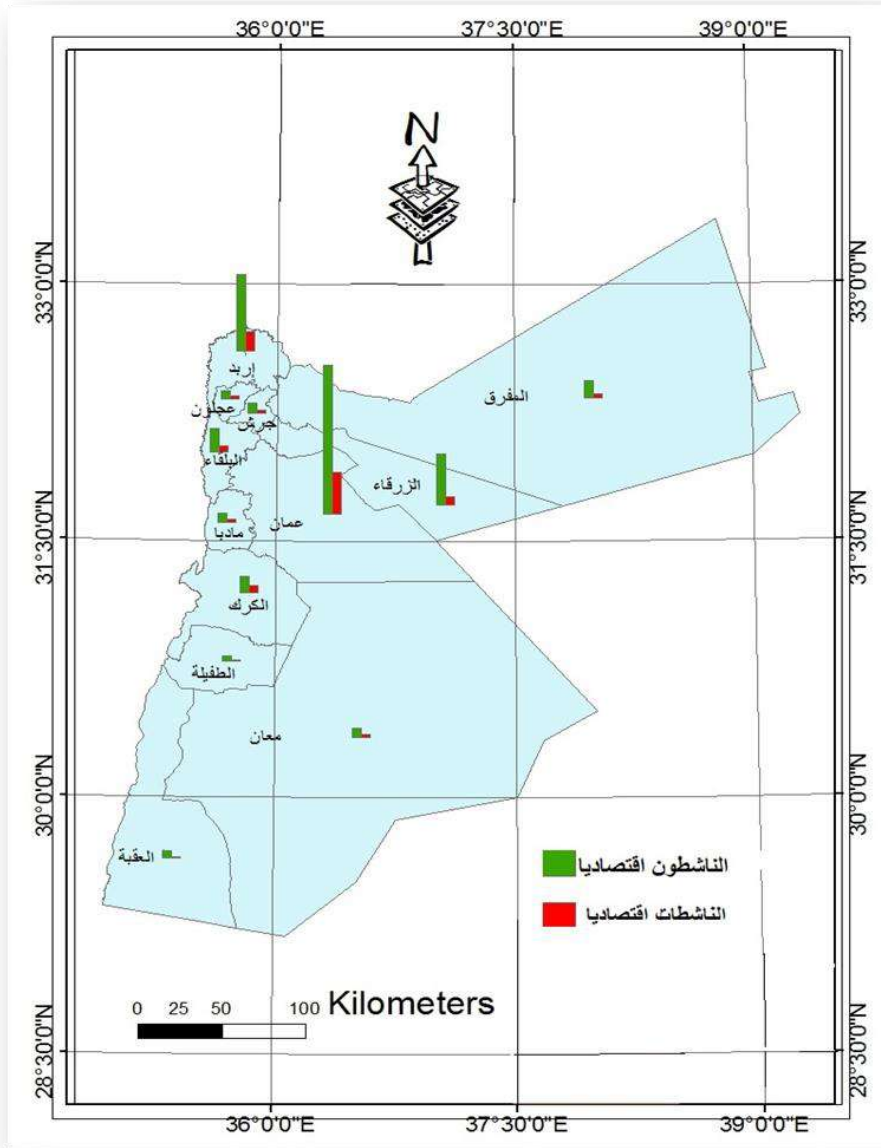 36°0'0"E 37°30'0"E 39°0'0"E
N
33°0'0"N 33°0'0"N
إربد
المفرق
عجلون
جرش
البلقاء
الزرقاء
عمان
مادبا
31°30'0"N 31°30'0"N
الكرك
الطفيلة
معان
30°0'0"N 30°0'0"N
العقبة
الناشطون اقتصاديا
الناشطات اقتصاديا
0 25 50 100 Kilometers
28°30'0"N 28°30'0"N
36°0'0"E 37°30'0"E 39°0'0"E